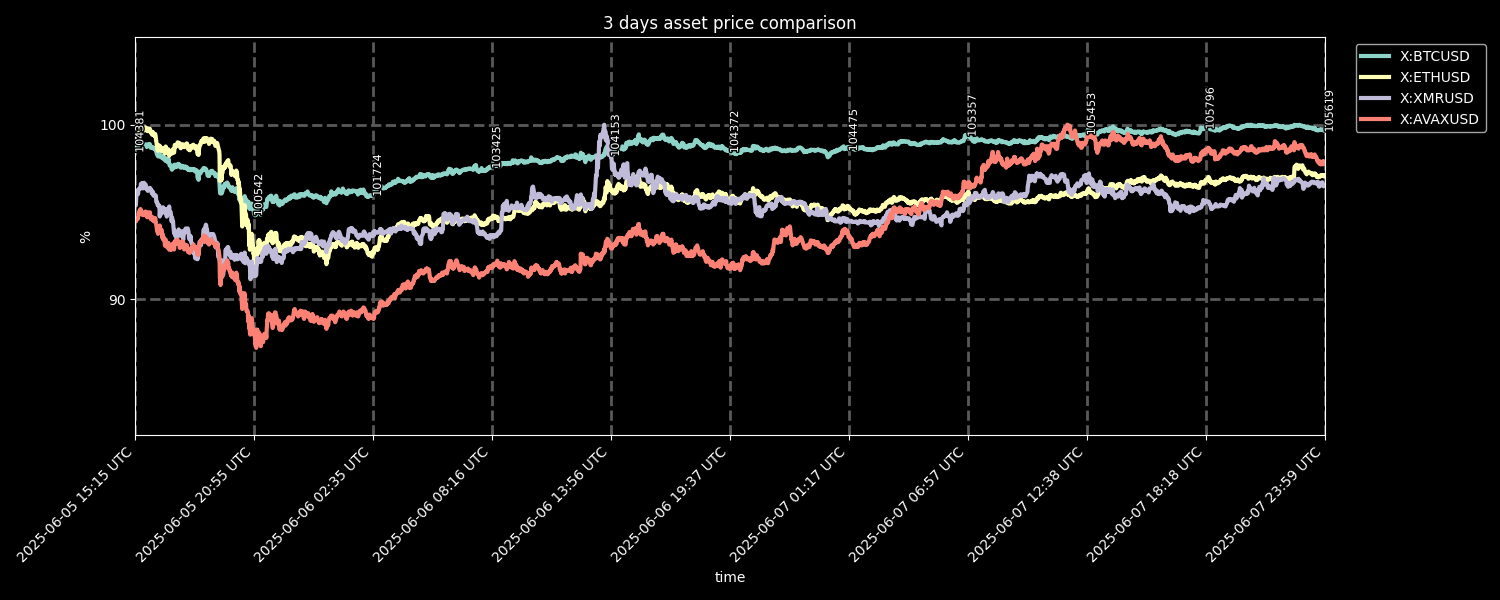 3 days asset price comparison
X:BTCUSD
X:ETHUSD
X:XMRUSD
X:AVAXUSD
100
90
%
104381
100542
101724
103425
104153
104372
104475
105357
105453
105796
105619
2025-06-05 15:15 UTC
2025-06-05 20:55 UTC
2025-06-06 02:35 UTC
2025-06-06 08:16 UTC
2025-06-06 13:56 UTC
2025-06-06 19:37 UTC
2025-06-07 01:17 UTC
2025-06-07 06:57 UTC
2025-06-07 12:38 UTC
2025-06-07 18:18 UTC
2025-06-07 23:59 UTC
time